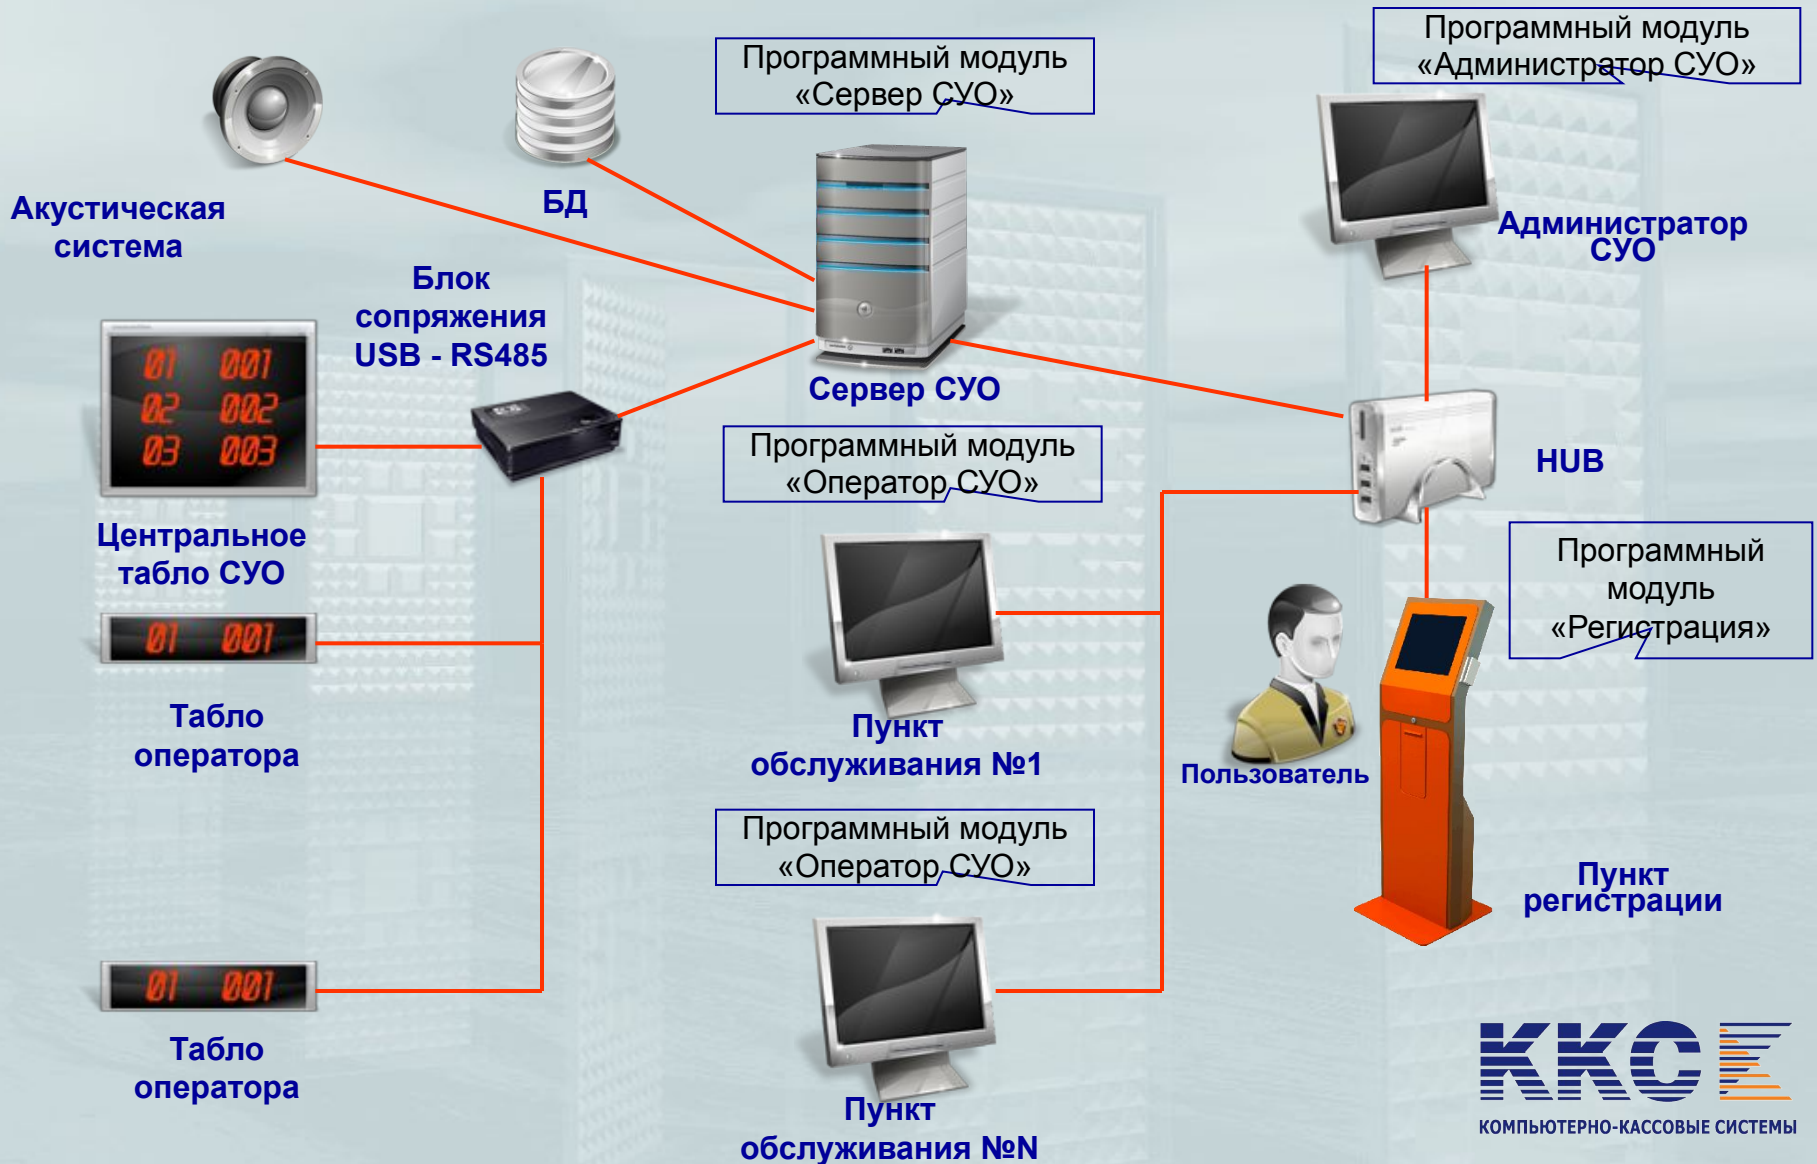 Программный модуль
«Сервер СУО»
Программный модуль
«Администратор СУО»
Акустическая
система
БД
Администратор
СУО
Блок
сопряжения
USB - RS485
01 001
02 002
03 003
Сервер СУО
Программный модуль
«Оператор СУО»
HUB
Центральное
табло СУО
Программный
модуль
«Регистрация»
01 001
Табло
оператора
Пункт
обслуживания №1
Пользователь
Программный модуль
«Оператор СУО»
Пункт
регистрации
01 001
Табло
оператора
Пункт
обслуживания №N
ККС
КОМПЬЮТЕРНО-КАССОВЫЕ СИСТЕМЫ